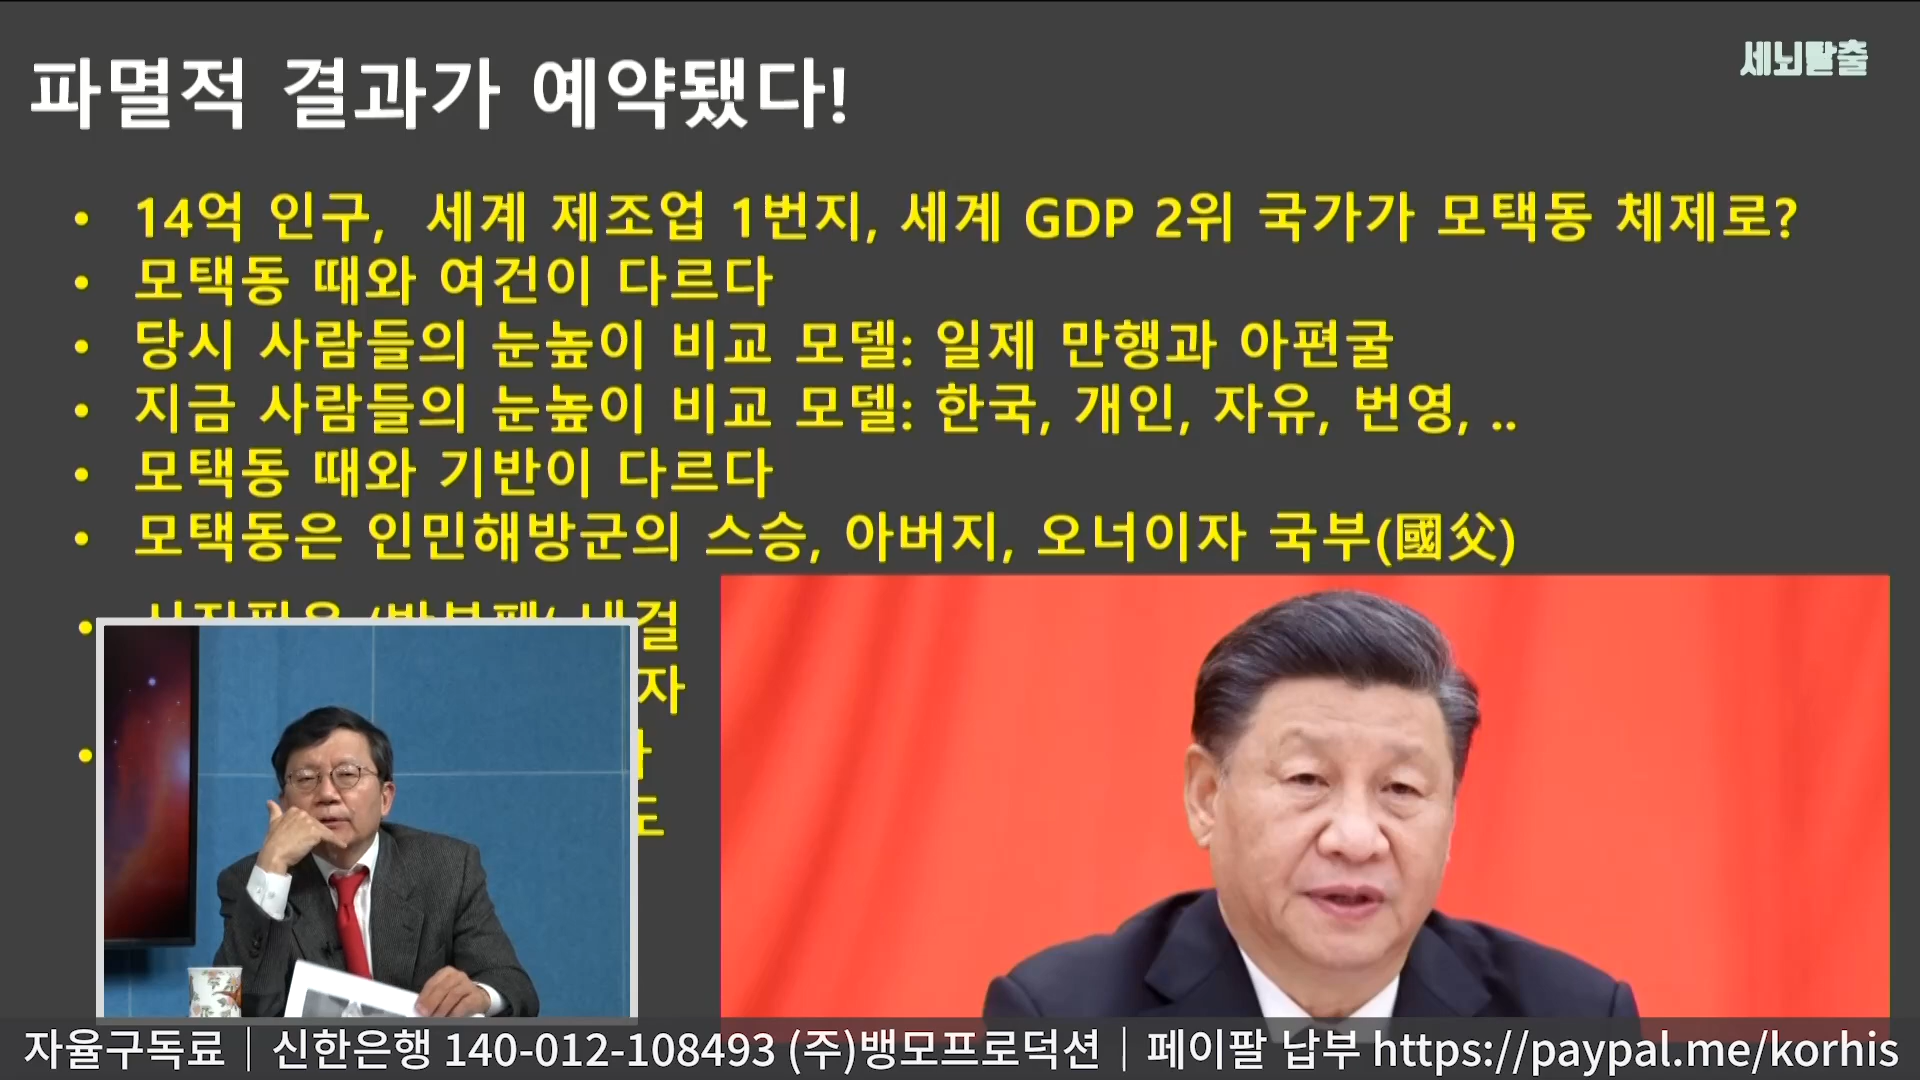 파멸적 결과가 예약됐다!
세뇌탈출
• 14억 인구, 세계 제조업 1번지, 세계 GDP 2위 국가가 모택동 체제로?
• 모택동 때와 여건이 다르다
• 당시 사람들의 눈높이 비교 모델: 일제 만행과 아편굴
• 지금 사람들의 눈높이 비교 모델: 한국, 개인, 자유, 번영, ..
• 모택동 때와 기반이 다르다
• 모택동은 인민해방군의 스승, 아버지, 오너이자 국부(國父)
걸
자
도
자율구독료｜신한은행 140-012-108493 (주)뱅모프로덕션｜페이팔 납부 https://paypal.me/korhis